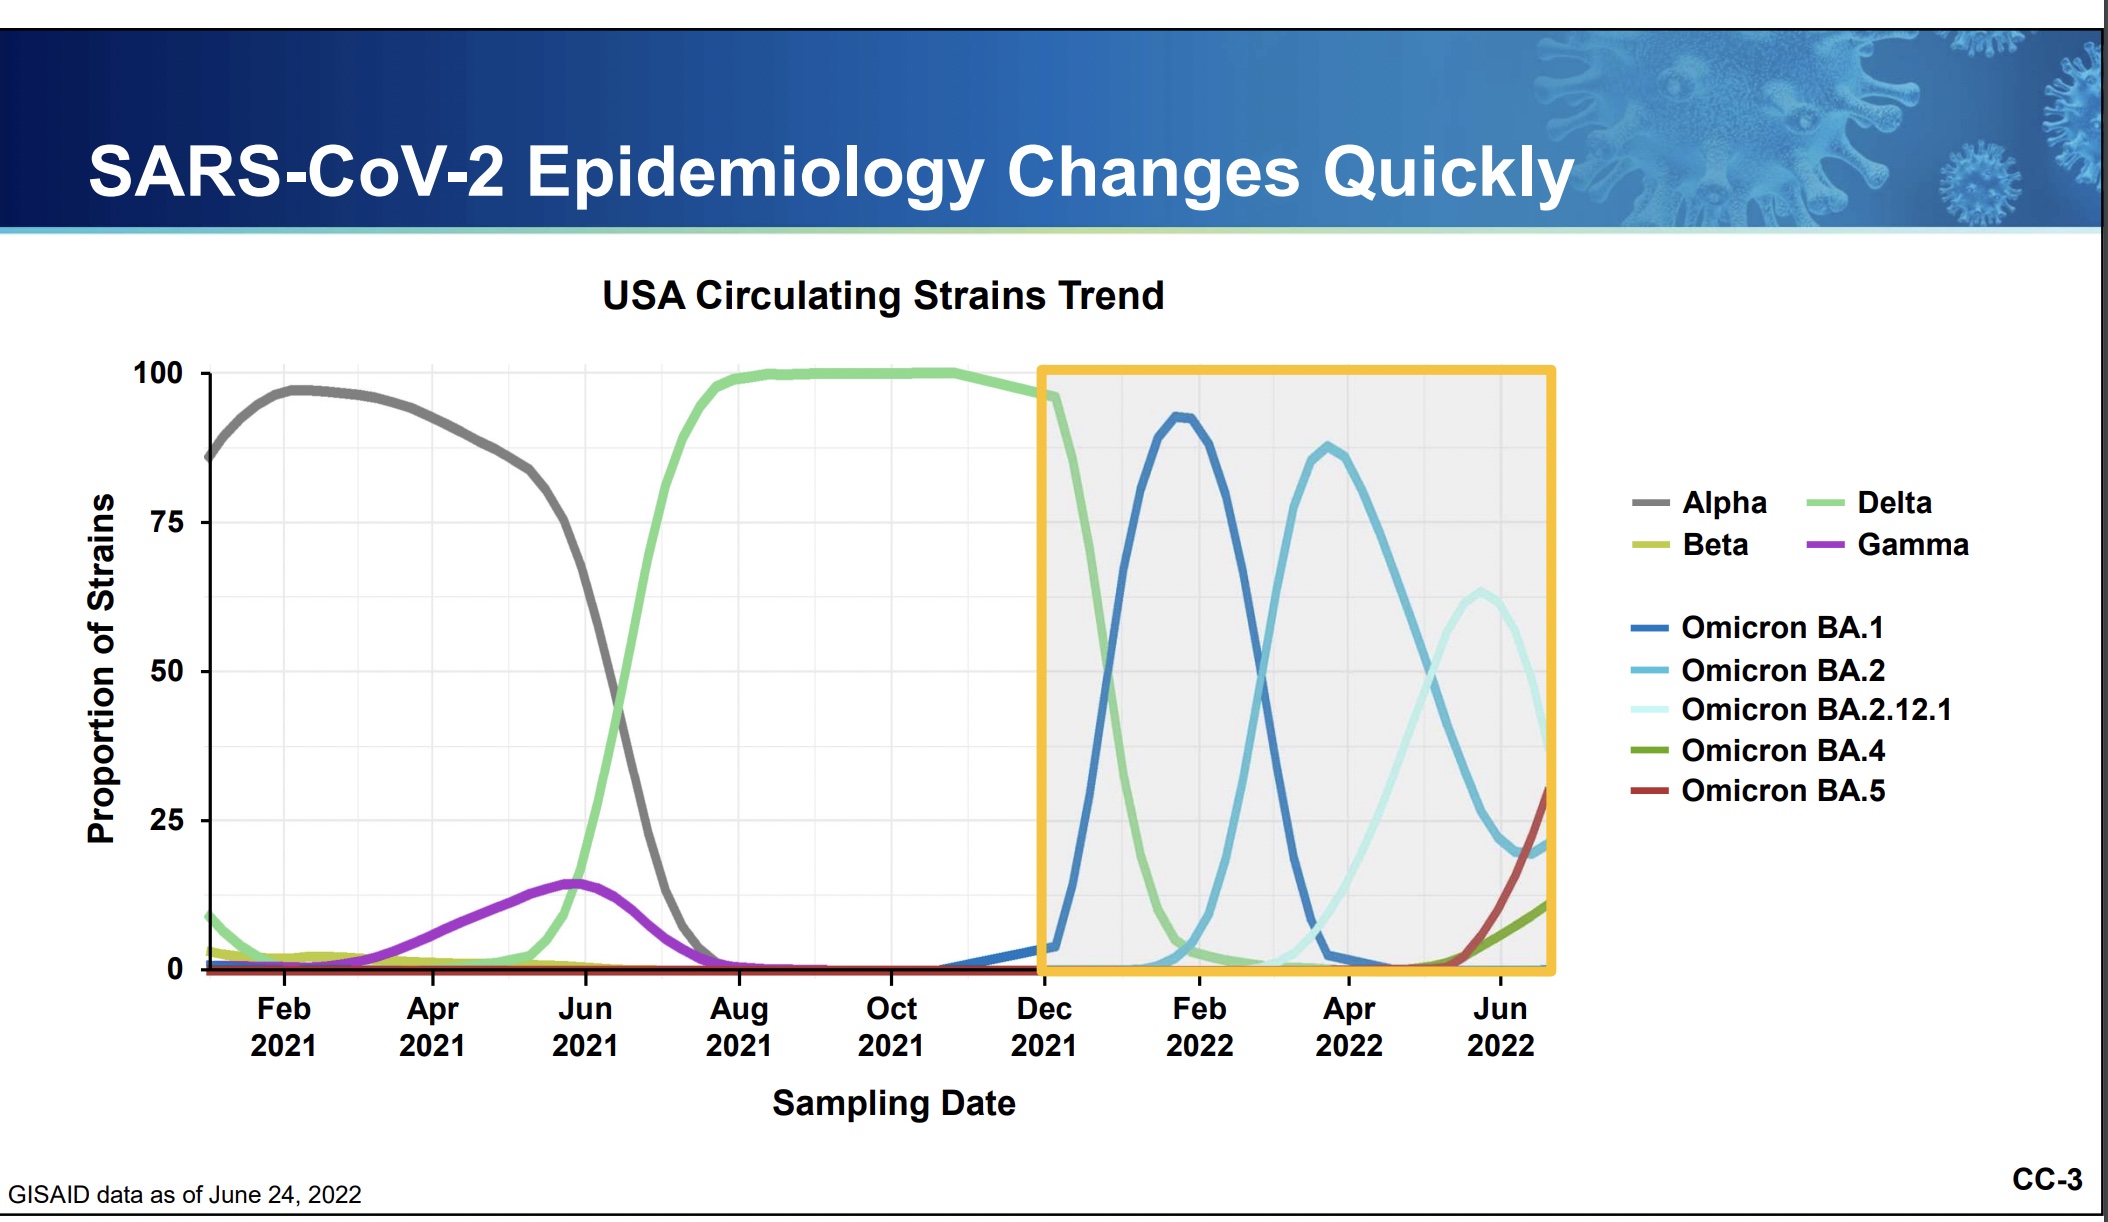 SARS-CoV-2 Epidemiology Changes Quickly
USA Circulating Strains Trend
Proportion of Strains
100
75
50
25
0
Feb Apr Jun Aug Oct Dec Feb Apr Jun
2021 2021 2021 2021 2021 2021 2022 2022 2022
Sampling Date
Alpha Delta
Beta Gamma
Omicron BA.1
Omicron BA.2
Omicron BA.2.12.1
Omicron BA.4
Omicron BA.5
GISAID data as of June 24, 2022
CC-3